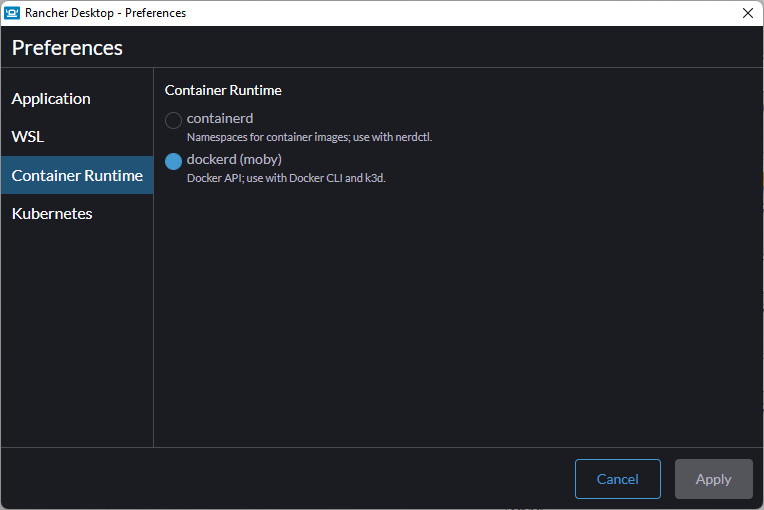 Rancher Desktop - Preferences
Preferences
Application
WSL
Container Runtime
Kubernetes
Container Runtime
containerd
Namespaces for container images; use with nerdctl.
dockerd (moby)
Docker API; use with Docker CLI and k3d.
Cancel
Apply